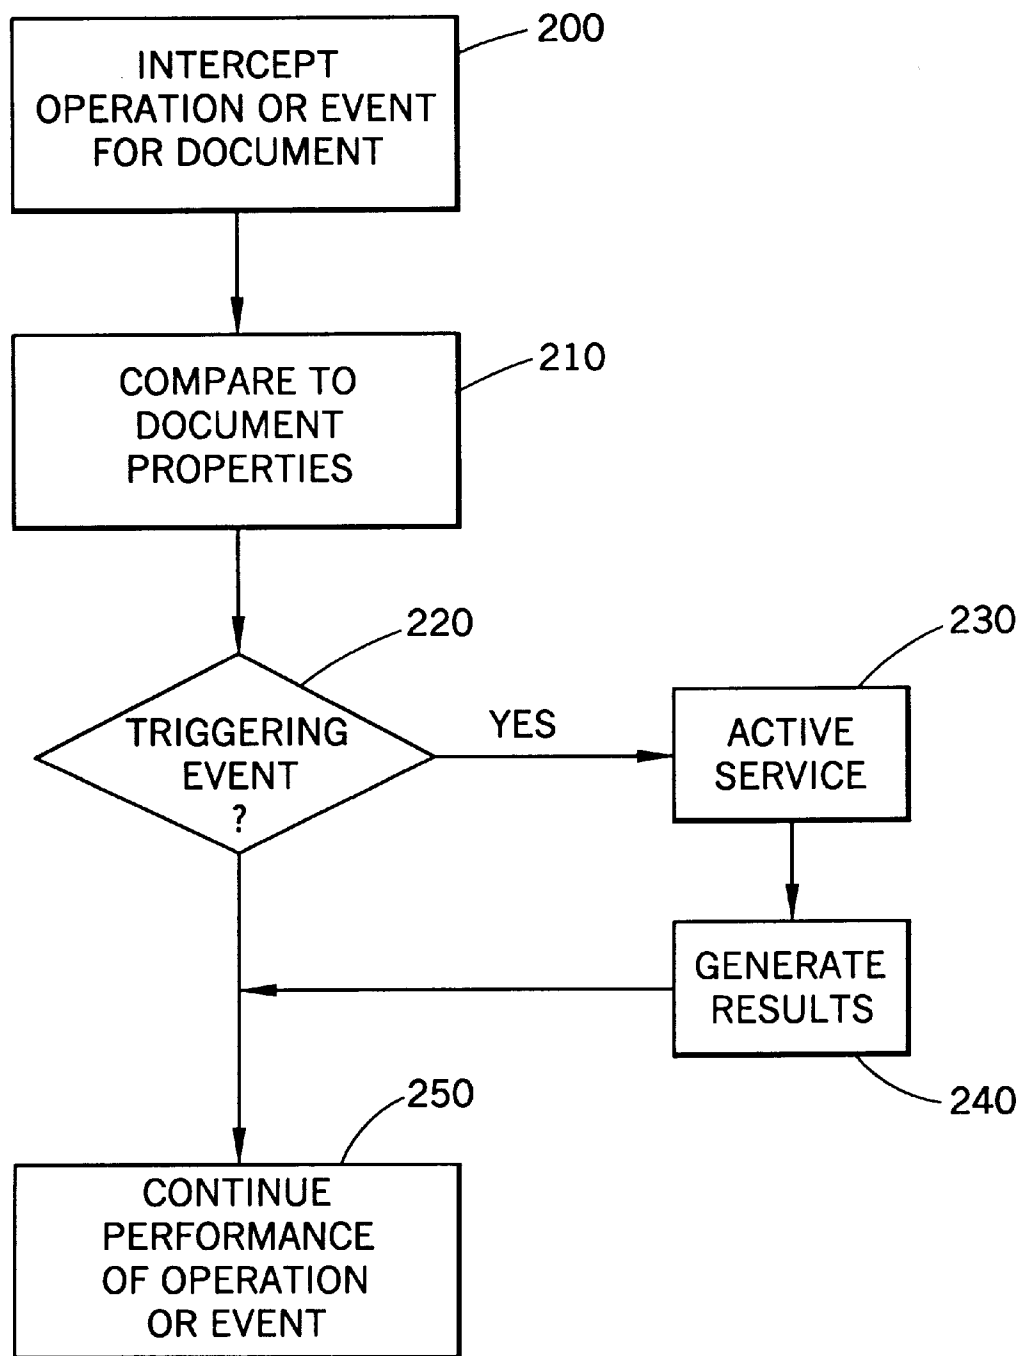 200
INTERCEPT
OPERATION OR EVENT
FOR DOCUMENT
210
COMPARE TO
DOCUMENT
PROPERTIES
220
TRIGGERING
EVENT
?
YES
230
ACTIVE
SERVICE
GENERATE
RESULTS
240
250
CONTINUE
PERFORMANCE
OF OPERATION
OR EVENT